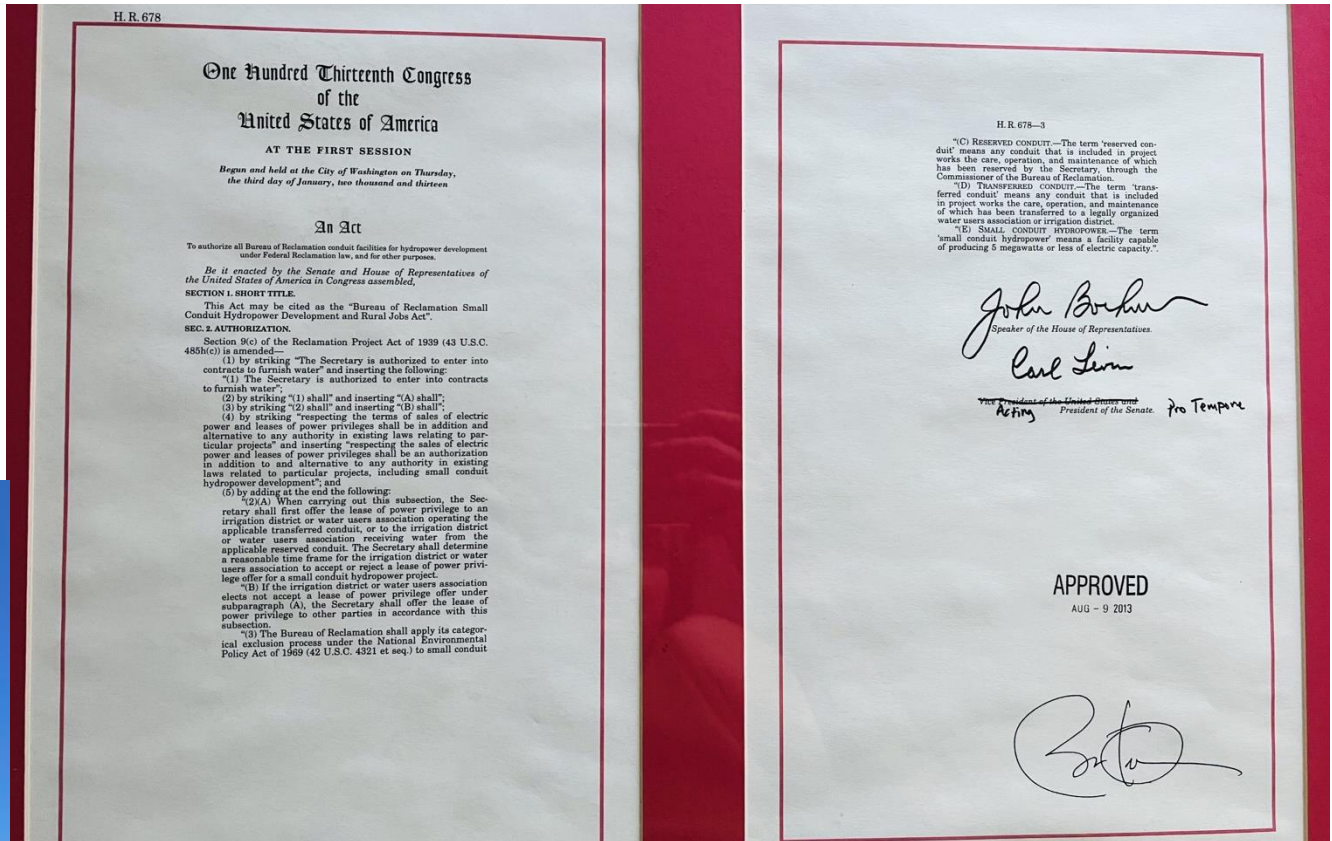 H. R. 678
One Hundred Thirteenth Congress
of the
United States of America
AT THE FIRST SESSION
Begun and held at the City of Washington on Thursday,
the third day of January, two thousand and thirteen
An Act
To authorize all Bureau of Reclamation conduit facilities for hydropower development
under Federal Reclamation law, and for other purposes.
Be it enacted by the Senate and House of Representatives of
the United States of America in Congress assembled,
SECTION 1. SHORT TITLE.
This Act may be cited as the “Bureau of Reclamation Small
Conduit Hydropower Development and Rural Jobs Act”.
SEC. 2. AUTHORIZATION.
Section 9(c) of the Reclamation Project Act of 1939 (43 U.S.C.
485h(c)) is amended—
(1) by striking “The Secretary is authorized to enter into
contracts to furnish water” and inserting the following:
“(1) The Secretary is authorized to enter into contracts
to furnish water”;
(2) by striking “(1) shall” and inserting “(A) shall”;
(3) by striking “(2) shall” and inserting “(B) shall”;
(4) by striking “respecting the terms of sales of electric
power and leases of power privileges shall be in addition and
alternative to any authority in existing laws relating to par-
ticular projects” and inserting “respecting the sales of electric
power and leases of power privileges shall be an authorization
in addition to and alternative to any authority in existing
laws related to particular projects, including small conduit
hydropower development”; and
(5) by adding at the end the following:
“(2)(A) When carrying out this subsection, the Sec-
retary shall first offer the lease of power privilege to an
irrigation district or water users association operating the
applicable transferred conduit, or to the irrigation district
or water users association receiving water from the
applicable reserved conduit. The Secretary shall determine
a reasonable time frame for the irrigation district or water
users association to accept or reject a lease of power privi-
lege offer for a small conduit hydropower project.
“(B) If the irrigation district or water users association
elects not accept a lease of power privilege offer under
subparagraph (A), the Secretary shall offer the lease of
power privilege to other parties in accordance with this
subsection.
“(3) The Bureau of Reclamation shall apply its categor-
ical exclusion process under the National Environmental
Policy Act of 1969 (42 U.S.C. 4321 et seq.) to small conduit
H. R. 678—3
“(C) RESERVED CONDUIT.—The term ‘reserved con-
duit’ means any conduit that is included in project
works the care, operation, and maintenance of which
has been reserved by the Secretary, through the
Commissioner of the Bureau of Reclamation.
“(D) TRANSFERRED CONDUIT.—The term ‘trans-
ferred conduit’ means any conduit that is included
in project works the care, operation, and maintenance
of which has been transferred to a legally organized
water users association or irrigation district.
“(E) SMALL CONDUIT HYDROPOWER.—The term
‘small conduit hydropower’ means a facility capable
of producing 5 megawatts or less of electric capacity.”.
John Boehner
Speaker of the House of Representatives.
Carl Levin
Vice President of the United States and
Acting President of the Senate. Pro Tempore
APPROVED
AUG - 9 2013